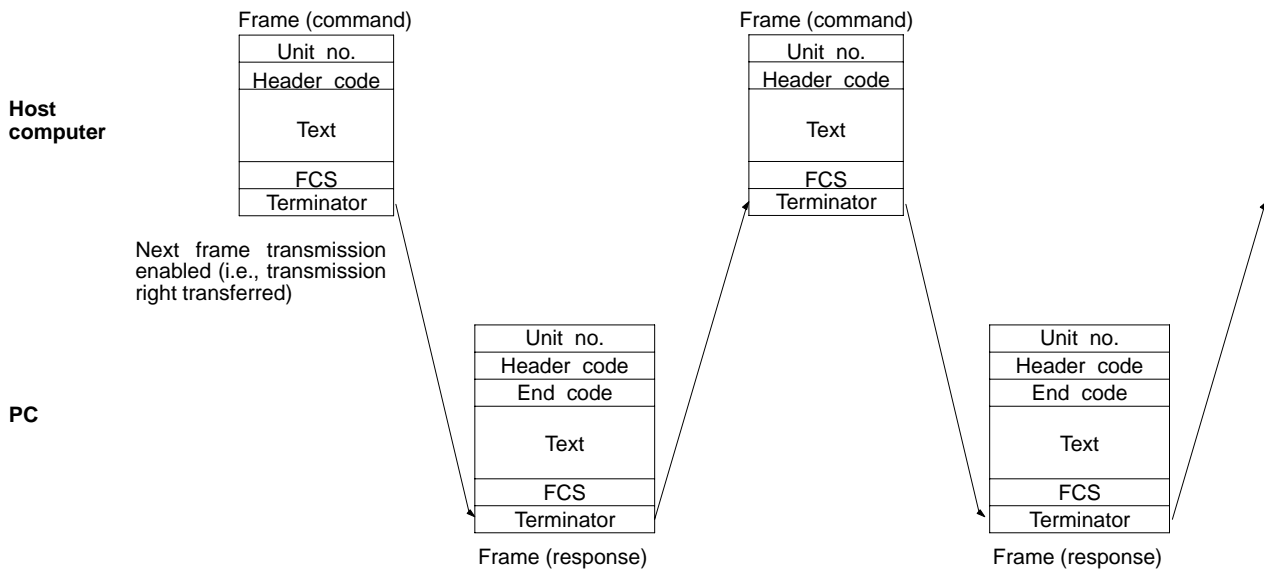 Frame (command)
Unit no.
Header code
Text
FCS
Terminator
Frame (command)
Unit no.
Header code
Text
FCS
Terminator
Host
computer
Next frame transmission
enabled (i.e., transmission
right transferred)
PC
Unit no.
Header code
End code
Text
FCS
Terminator
Frame (response)
Unit no.
Header code
End code
Text
FCS
Terminator
Frame (response)